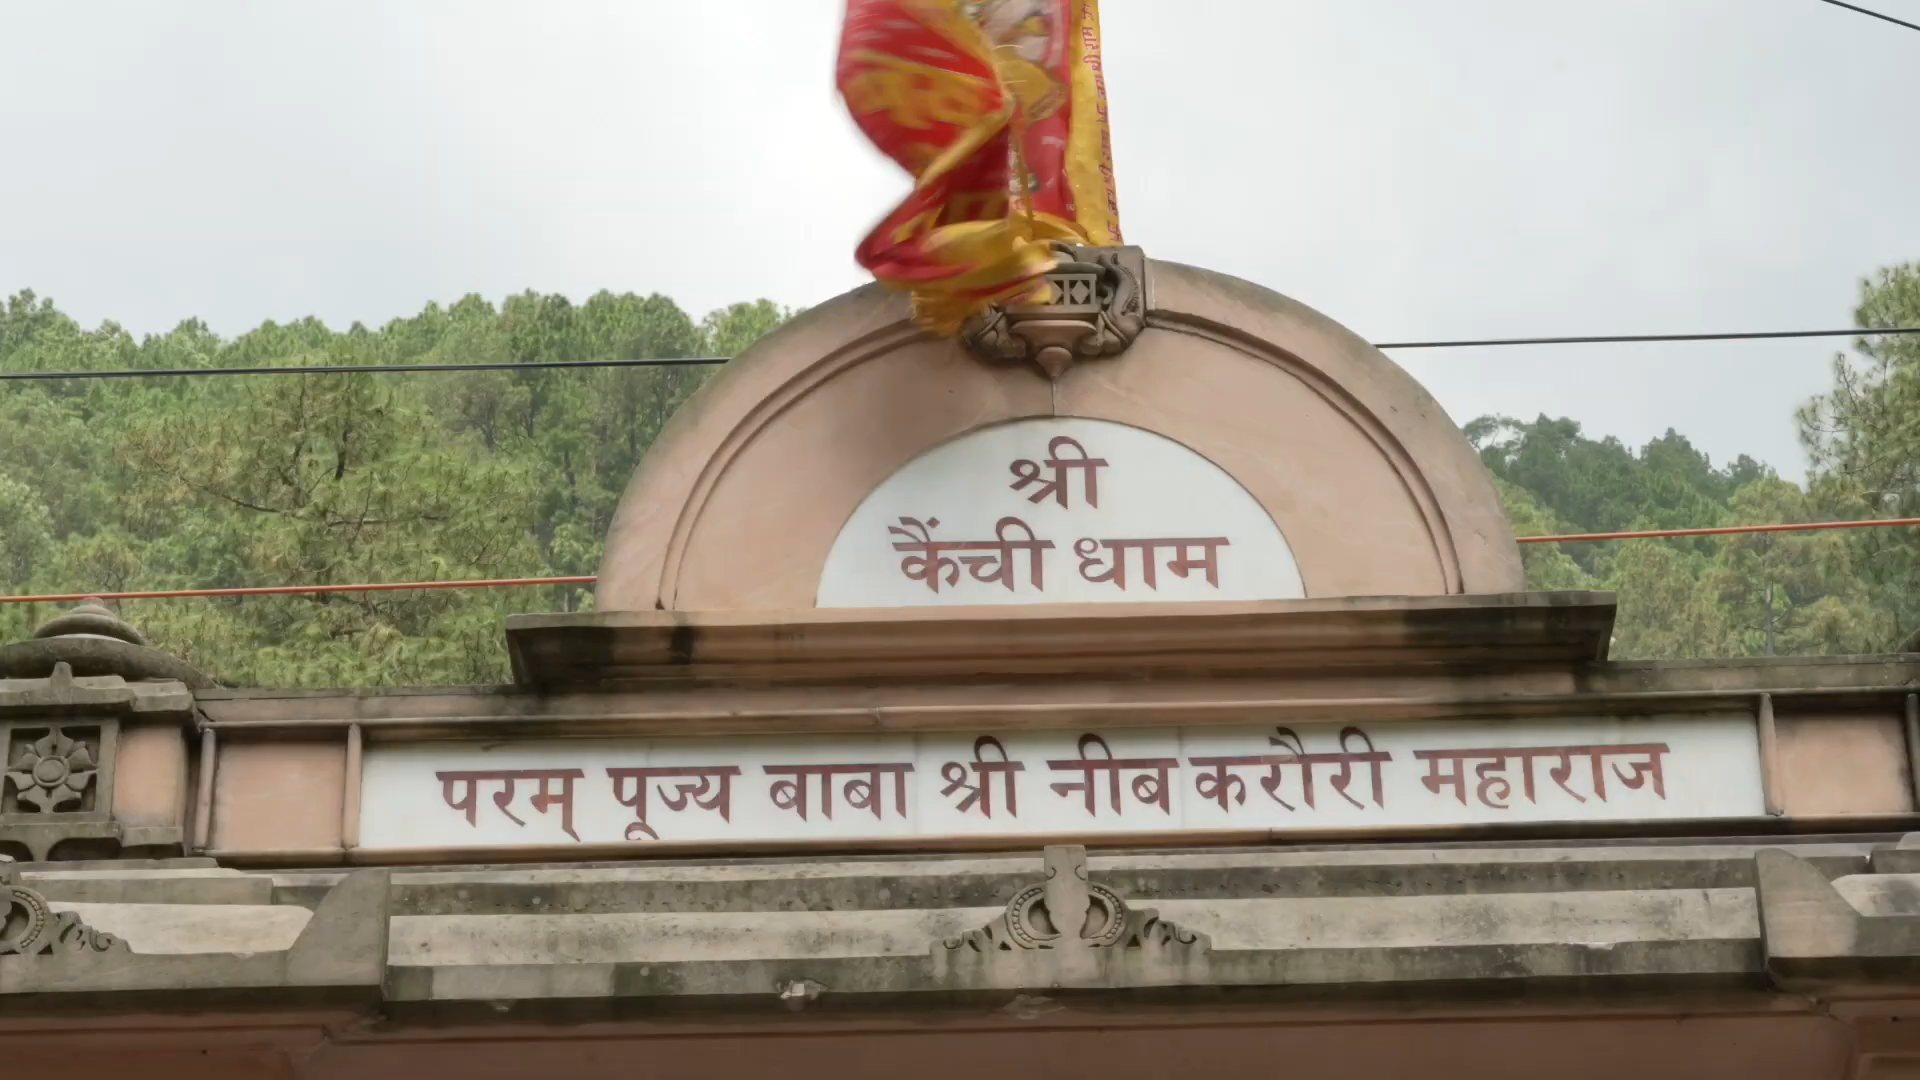 श्री
कैंची धाम
परम् पूज्य बाबा श्री नीब करौरी महाराज